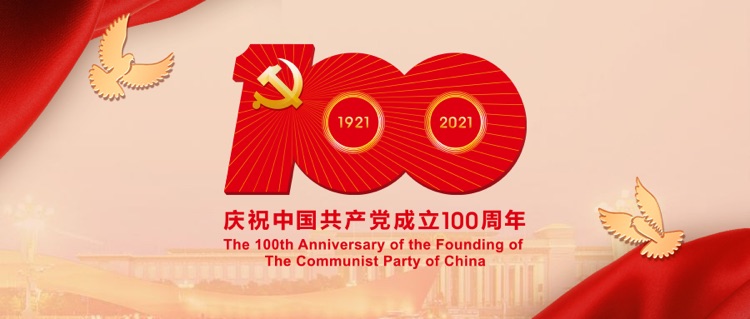 100
1921
2021
庆祝中国共产党成立100周年
The 100th Anniversary of the Founding of
The Communist Party of China